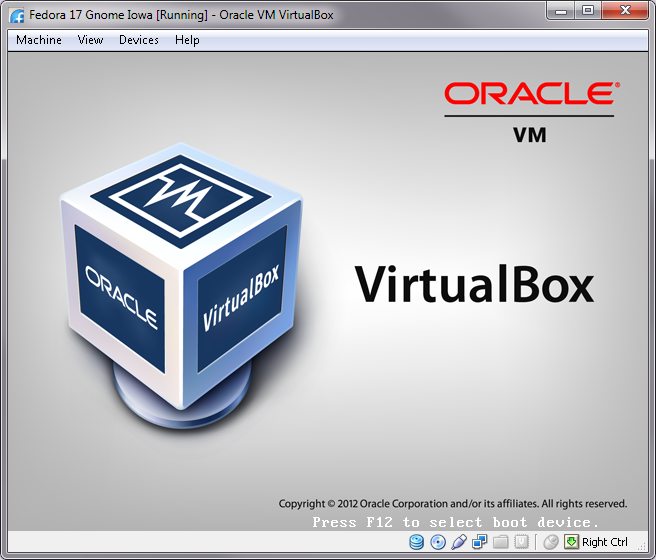 Fedora 17 Gnome Iowa [Running] - Oracle VM VirtualBox
Machine View Devices Help
ORACLE®
VM
ORACLE
VirtualBox
VirtualBox
Copyright © 2012 Oracle Corporation and/or its affiliates. All rights reserved.
Press F12 to select boot device.
Right Ctrl